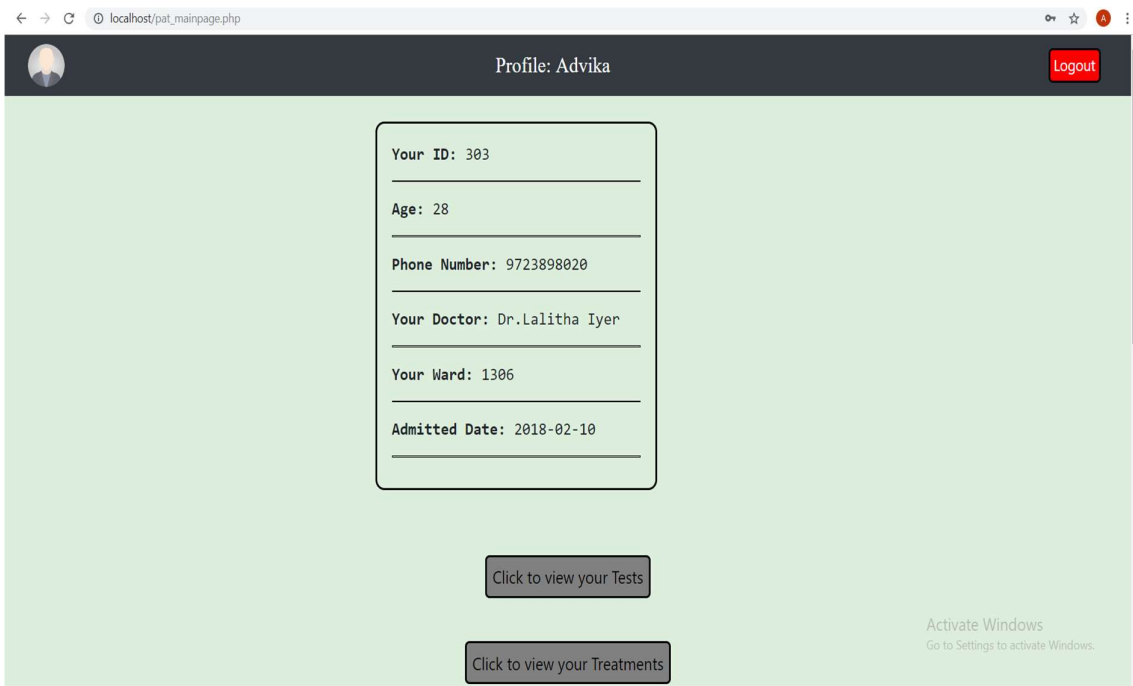 localhost/pat_mainpage.php
A
Profile: Advika
Logout
Your ID: 303
Age: 28
Phone Number: 9723898020
Your Doctor: Dr.Lalitha Iyer
Your Ward: 1306
Admitted Date: 2018-02-10
Click to view your Tests
Click to view your Treatments
Activate Windows
Go to Settings to activate Windows.